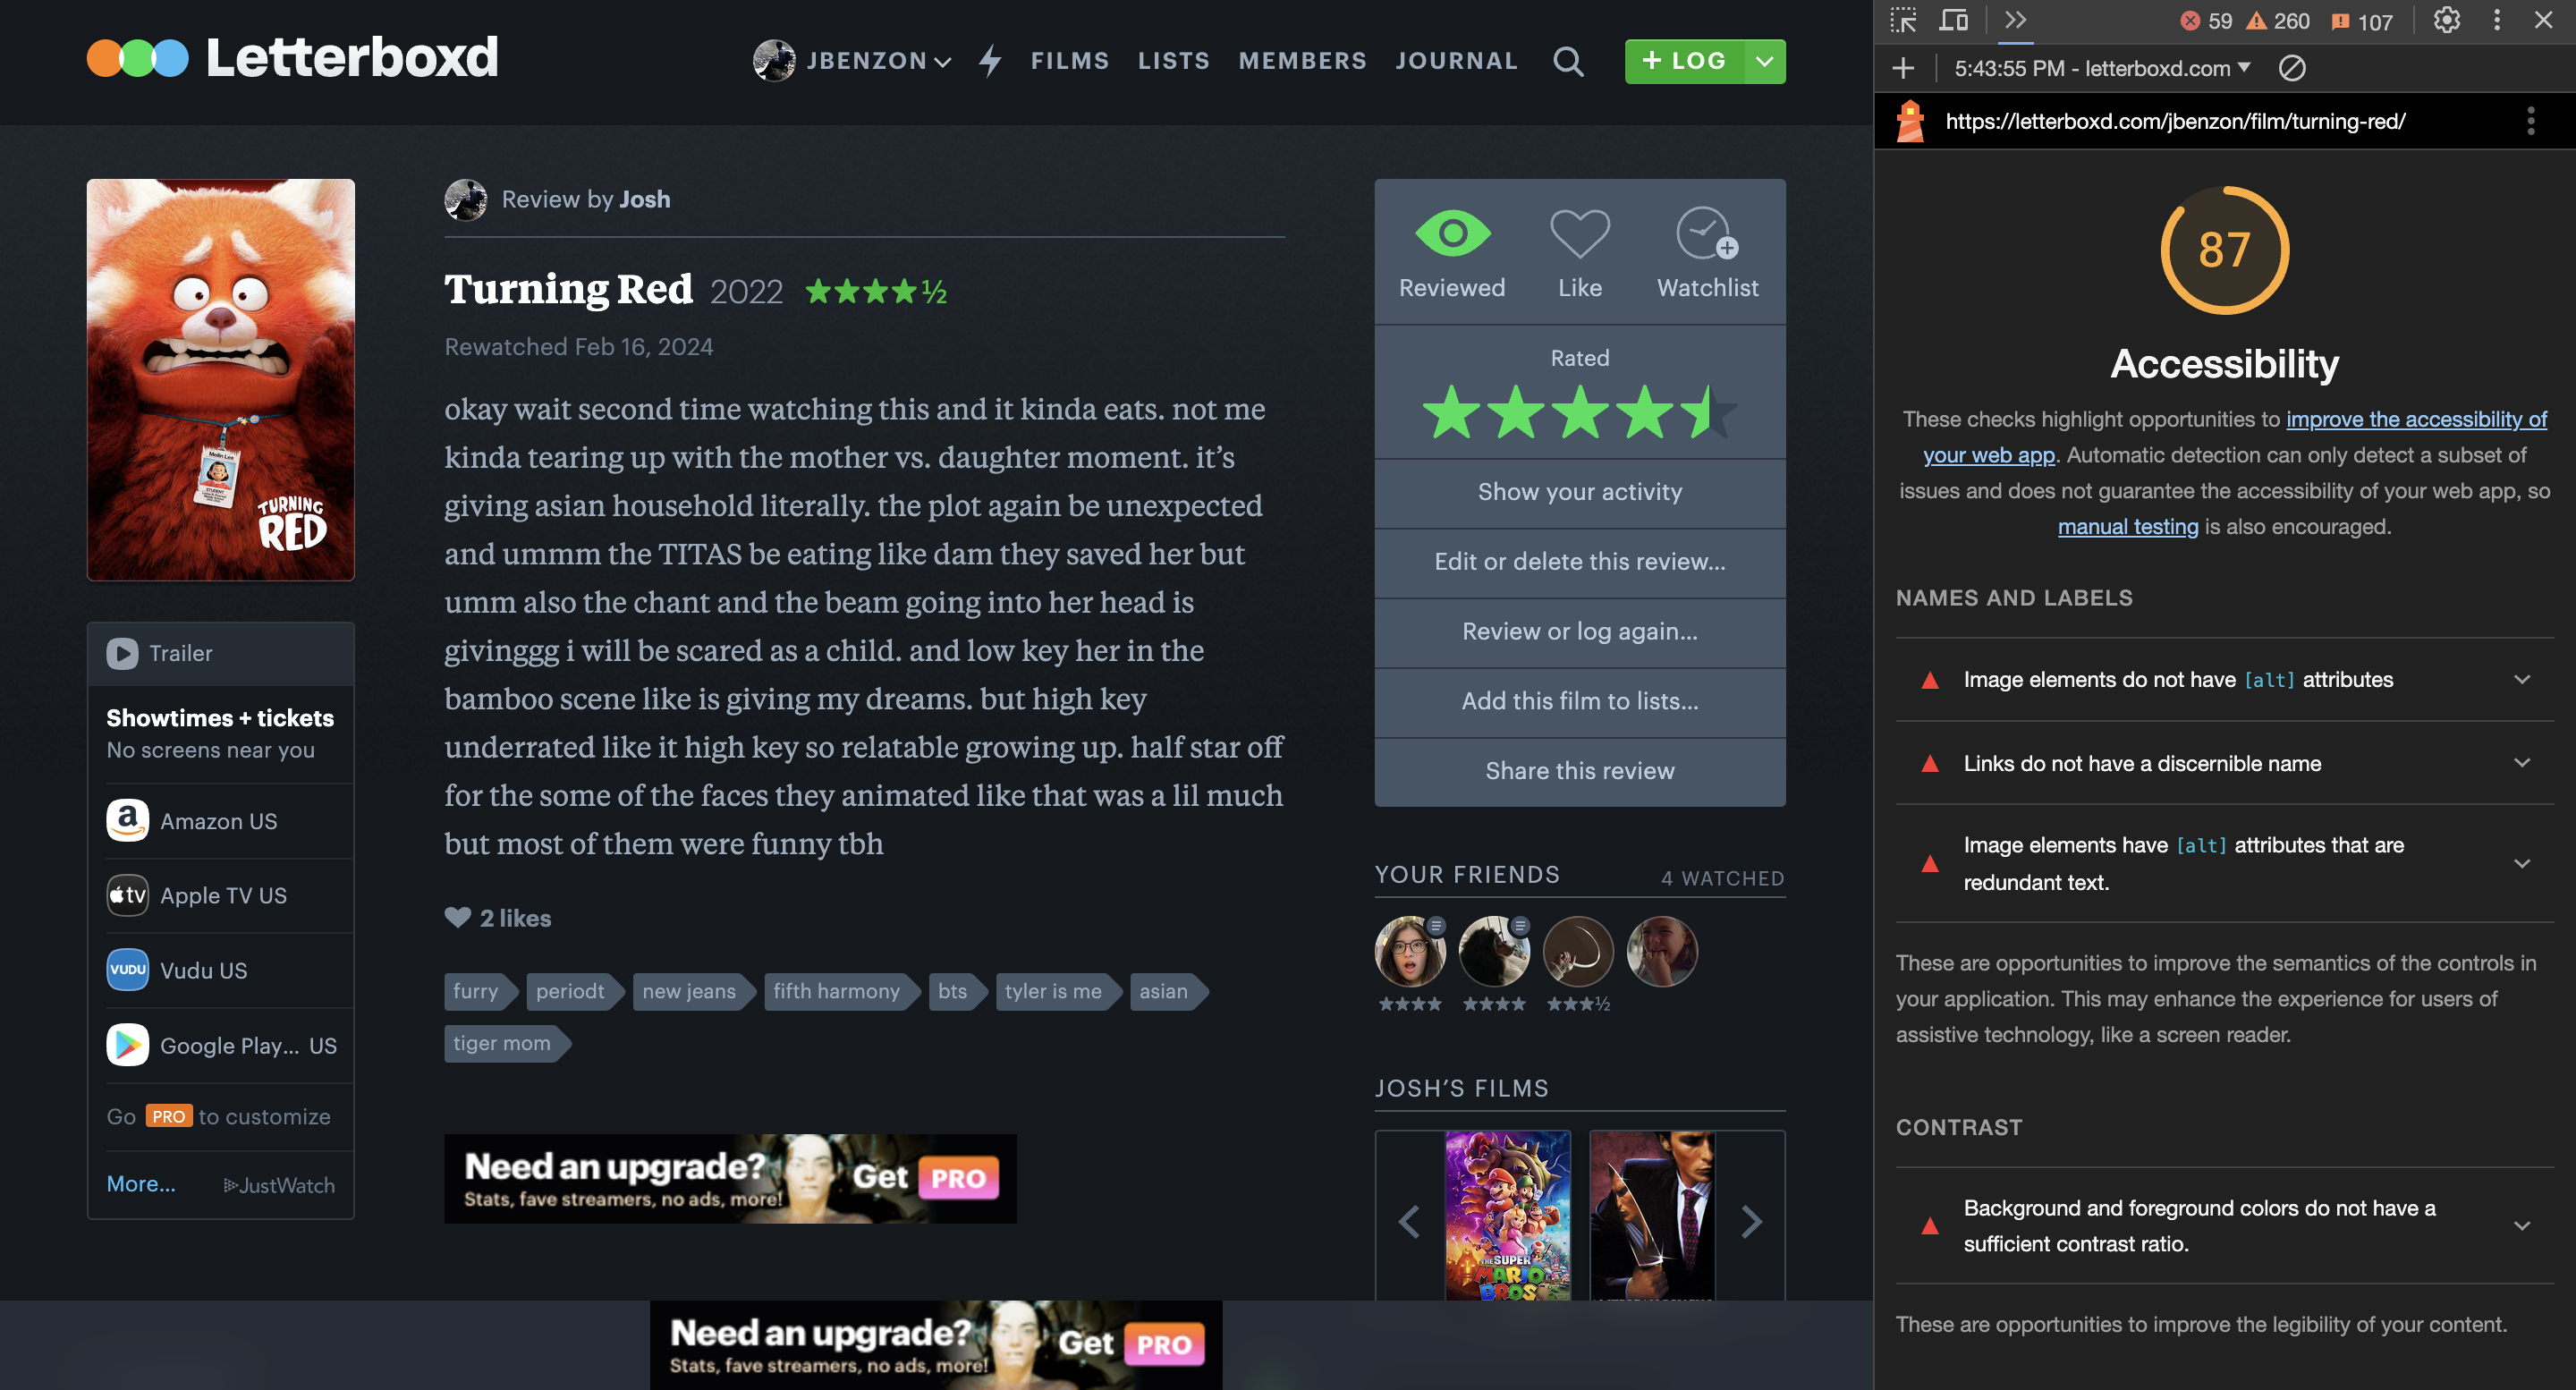 Letterboxd
JBENZON
FILMS
LISTS
MEMBERS
JOURNAL
+ LOG
TURNING
RED
Trailer
Showtimes + tickets
No screens near you
Amazon US
tv
Apple TV US
VUDU
Vudu US
Google Play... US
Go PRO to customize
More...
JustWatch
Review by Josh
Turning Red 2022 ★★★★½
Rewatched Feb 16, 2024
okay wait second time watching this and it kinda eats. not me
kinda tearing up with the mother vs. daughter moment. it’s
giving asian household literally. the plot again be unexpected
and ummm the TITAS be eating like dam they saved her but
umm also the chant and the beam going into her head is
givinggg i will be scared as a child. and low key her in the
bamboo scene like is giving my dreams. but high key
underrated like it high key so relatable growing up. half star off
for the some of the faces they animated like that was a lil much
but most of them were funny tbh
2 likes
furry
periodt
new jeans
fifth harmony
bts
tyler is me
asian
tiger mom
Need an upgrade? Get PRO
Stats, fave streamers, no ads, more!
Reviewed
Like
Watchlist
Rated
Show your activity
Edit or delete this review...
Review or log again...
Add this film to lists...
Share this review
YOUR FRIENDS
4 WATCHED
★★★★
★★★★
★★★½
JOSH’S FILMS
THE SUPER
MARIO
BROS
Need an upgrade? Get PRO
Stats, fave streamers, no ads, more!
59
260
107
5:43:55 PM - letterboxd.com
https://letterboxd.com/jbenzon/film/turning-red/
87
Accessibility
These checks highlight opportunities to improve the accessibility of
your web app. Automatic detection can only detect a subset of
issues and does not guarantee the accessibility of your web app, so
manual testing is also encouraged.
NAMES AND LABELS
Image elements do not have [alt] attributes
Links do not have a discernible name
Image elements have [alt] attributes that are
redundant text.
These are opportunities to improve the semantics of the controls in
your application. This may enhance the experience for users of
assistive technology, like a screen reader.
CONTRAST
Background and foreground colors do not have a
sufficient contrast ratio.
These are opportunities to improve the legibility of your content.